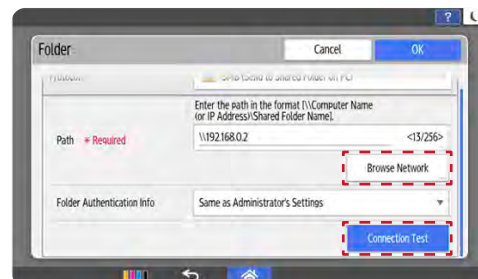 ?
Folder
Cancel
OK
Protocol
SMB (Send to Shared Folder on PC)
Enter the path in the format [\\Computer Name
(or IP Address)\Shared Folder Name].
Path * Required
\\192.168.0.2 <13/256>
Browse Network
Folder Authentication Info
Same as Administrator's Settings
Connection Test